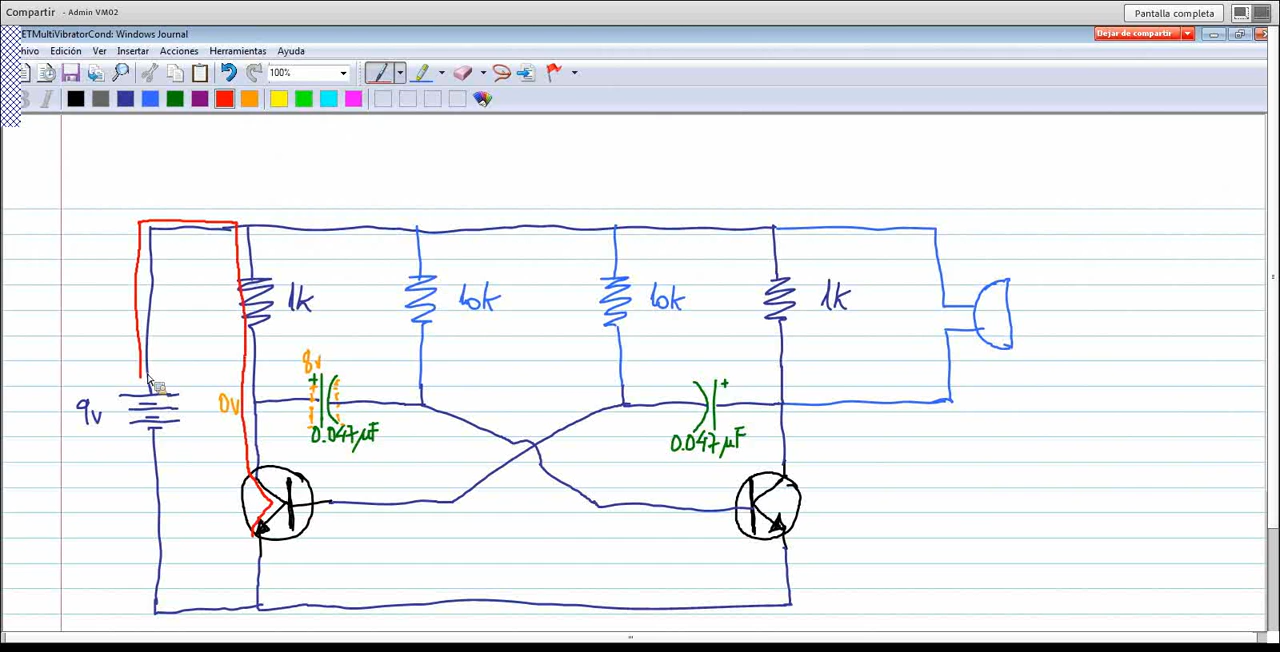 Compartir - Admin VM02
Pantalla completa
ETMultiVibratorCond: Windows Journal
Dejar de compartir
hivo Edición Ver Insertar Acciones Herramientas Ayuda
100%
1k 10k 10k 1k
8v
+ +
9v 0v
0.047μF 0.047μF